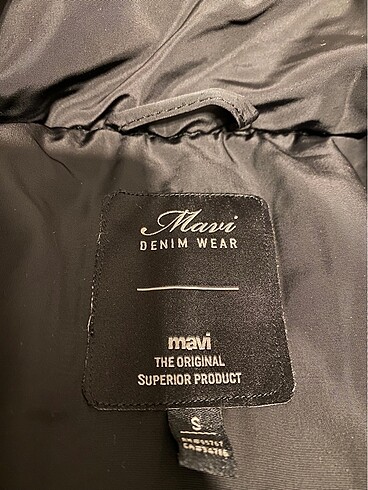 Mavi
DENIM WEAR
mavi
THE ORIGINAL
SUPERIOR PRODUCT
S